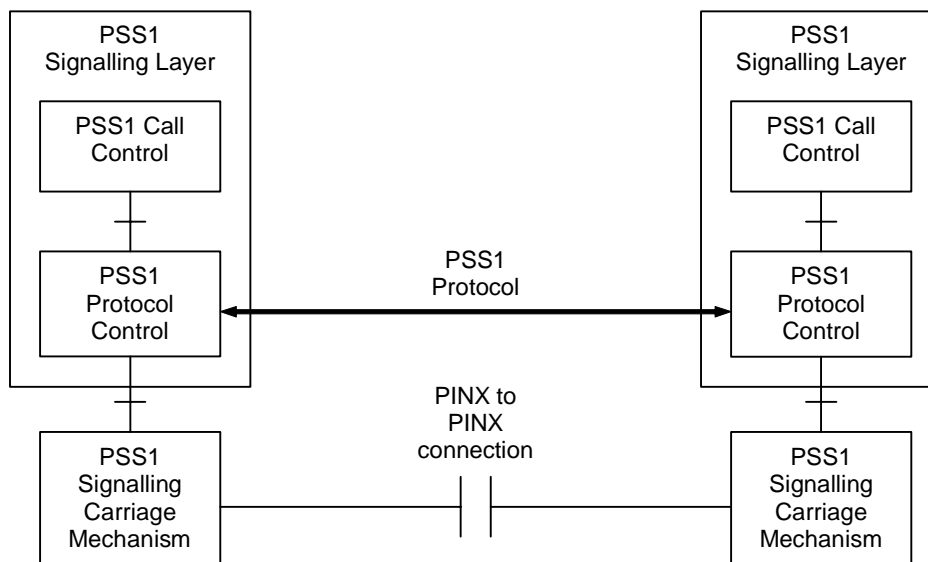 PSS1
Signalling Layer
PSS1 Call
Control
PSS1
Protocol
Control
PSS1
Signalling
Carriage
Mechanism
PSS1
Protocol
PINX to
PINX
connection
PSS1
Signalling Layer
PSS1 Call
Control
PSS1
Protocol
Control
PSS1
Signalling
Carriage
Mechanism